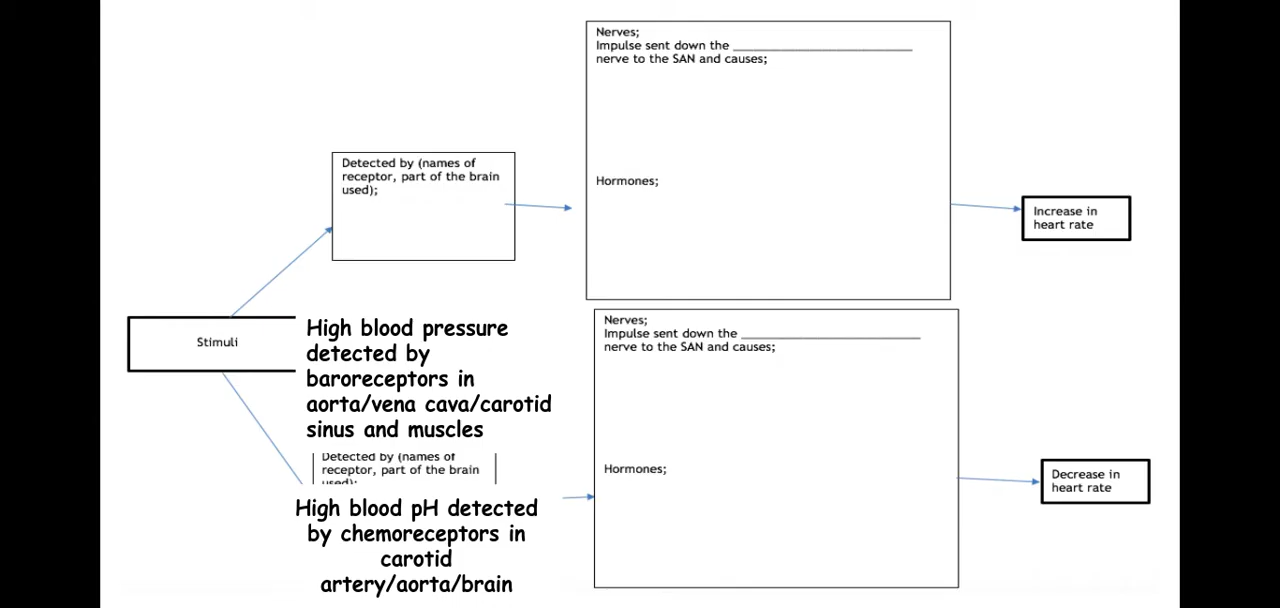 Nerves;
Impulse sent down the ______________________________
nerve to the SAN and causes;
Hormones;
Detected by (names of
receptor, part of the brain
used);
Increase in
heart rate
Stimuli
High blood pressure
detected by
baroreceptors in
aorta/vena cava/carotid
sinus and muscles
Nerves;
Impulse sent down the ______________________________
nerve to the SAN and causes;
Hormones;
Detected by (names of
receptor, part of the brain
used);
High blood pH detected
by chemoreceptors in
carotid
artery/aorta/brain
Decrease in
heart rate